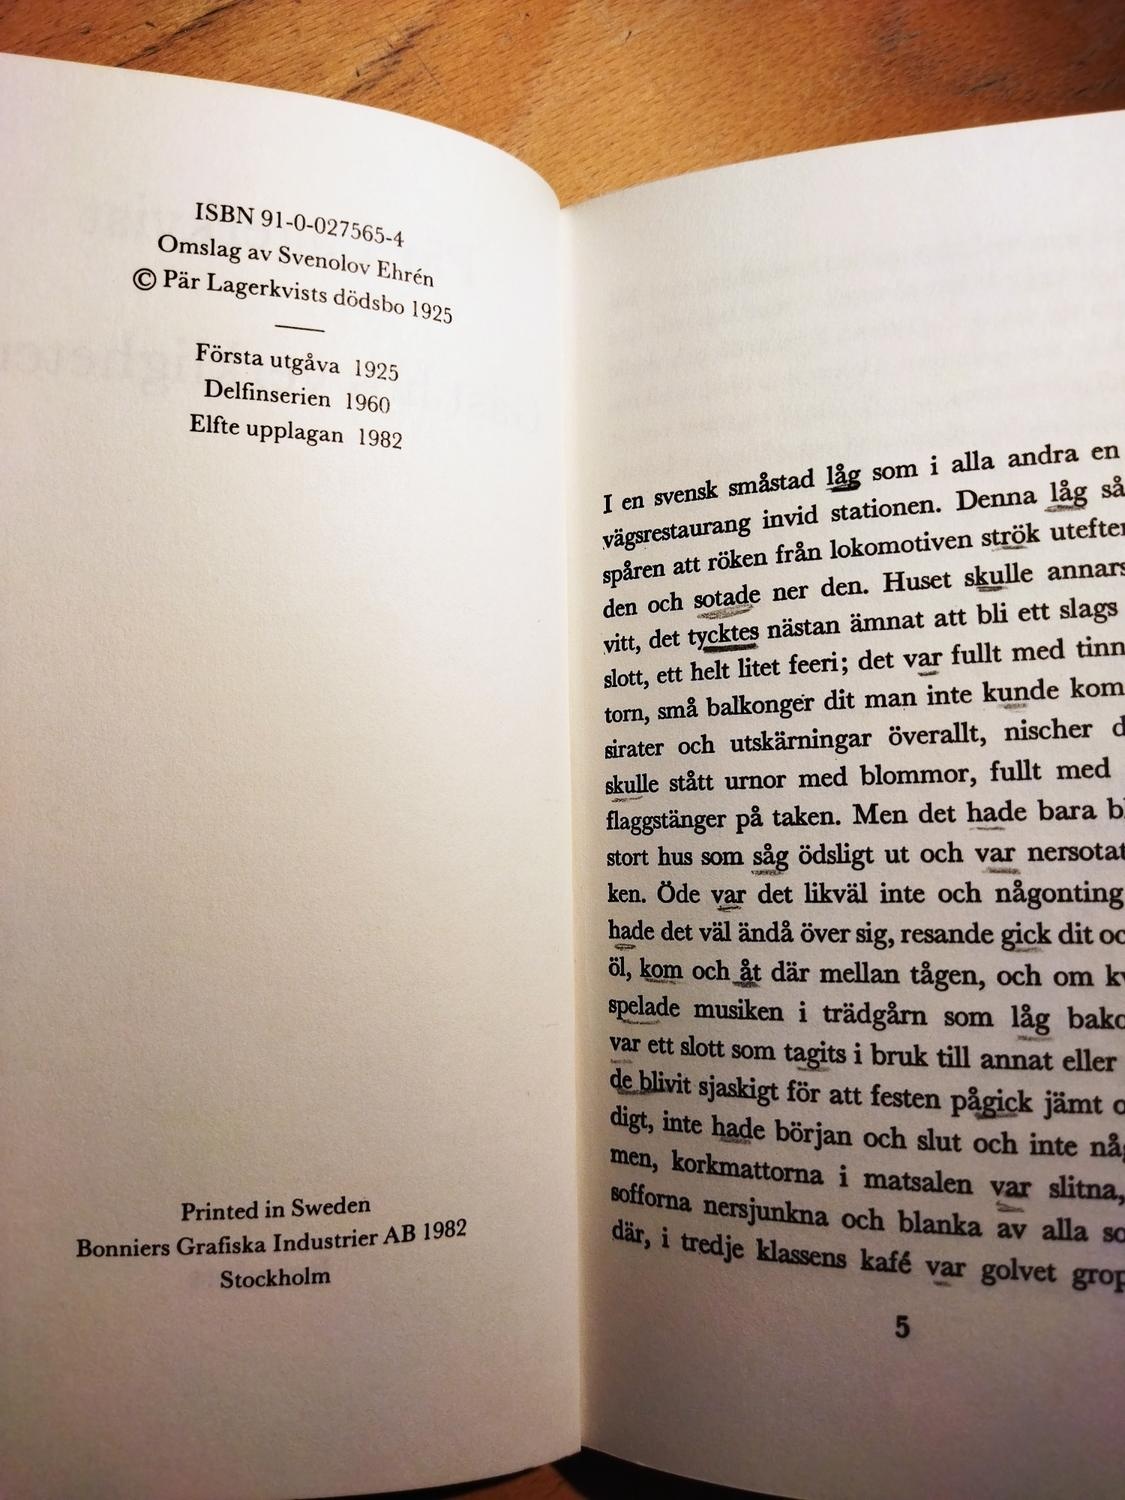 ISBN 91-0-027565-4
Omslag av Svenolov Ehrén
© Pär Lagerkvists dödsbo 1925
Första utgåva 1925
Delfinserien 1960
Elfte upplagan 1982
Printed in Sweden
Bonniers Grafiska Industrier AB 1982
Stockholm
I en svensk småstad låg som i alla andra en
vägsrestaurang invid stationen. Denna låg så
spåren att röken från lokomotiven strök utefter
den och sotade ner den. Huset skulle annars
vitt, det tycktes nästan ämnat att bli ett slags
slott, ett helt litet feeri; det var fullt med tinn
torn, små balkonger dit man inte kunde kom
sirater och utskärningar överallt, nischer d
skulle stått urnor med blommor, fullt med
flaggstänger på taken. Men det hade bara bl
stort hus som såg ödsligt ut och var nersotat
ken. Öde var det likväl inte och någonting
hade det väl ändå över sig, resande gick dit oc
öl, kom och åt där mellan tågen, och om kv
spelade musiken i trädgårn som låg bako
var ett slott som tagits i bruk till annat eller
de blivit sjaskigt för att festen pågick jämt o
digt, inte hade början och slut och inte någ
men, korkmattorna i matsalen var slitna,
sofforna nersjunkna och blanka av alla so
där, i tredje klassens kafé var golvet grop
5